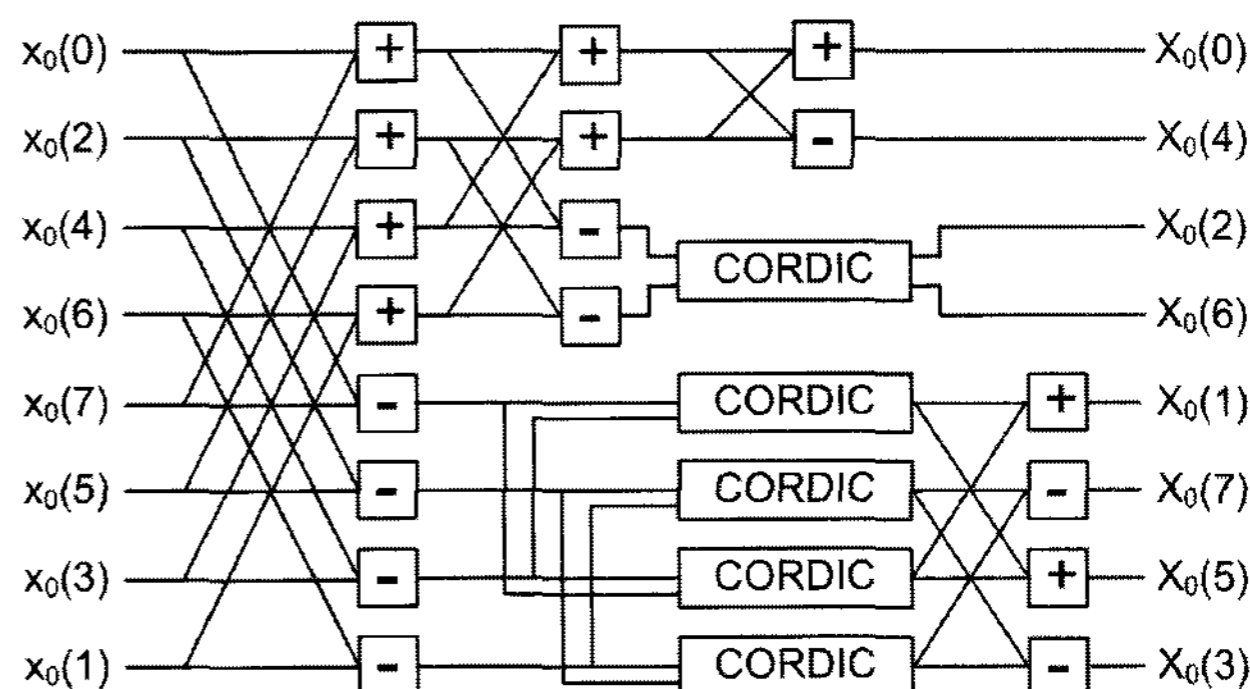 x₀(0) + + + X₀(0)
x₀(2) + + - X₀(4)
x₀(4) + - X₀(2)
CORDIC
x₀(6) + - X₀(6)
x₀(7) - CORDIC + X₀(1)
x₀(5) - CORDIC - X₀(7)
x₀(3) - CORDIC + X₀(5)
x₀(1) - CORDIC - X₀(3)